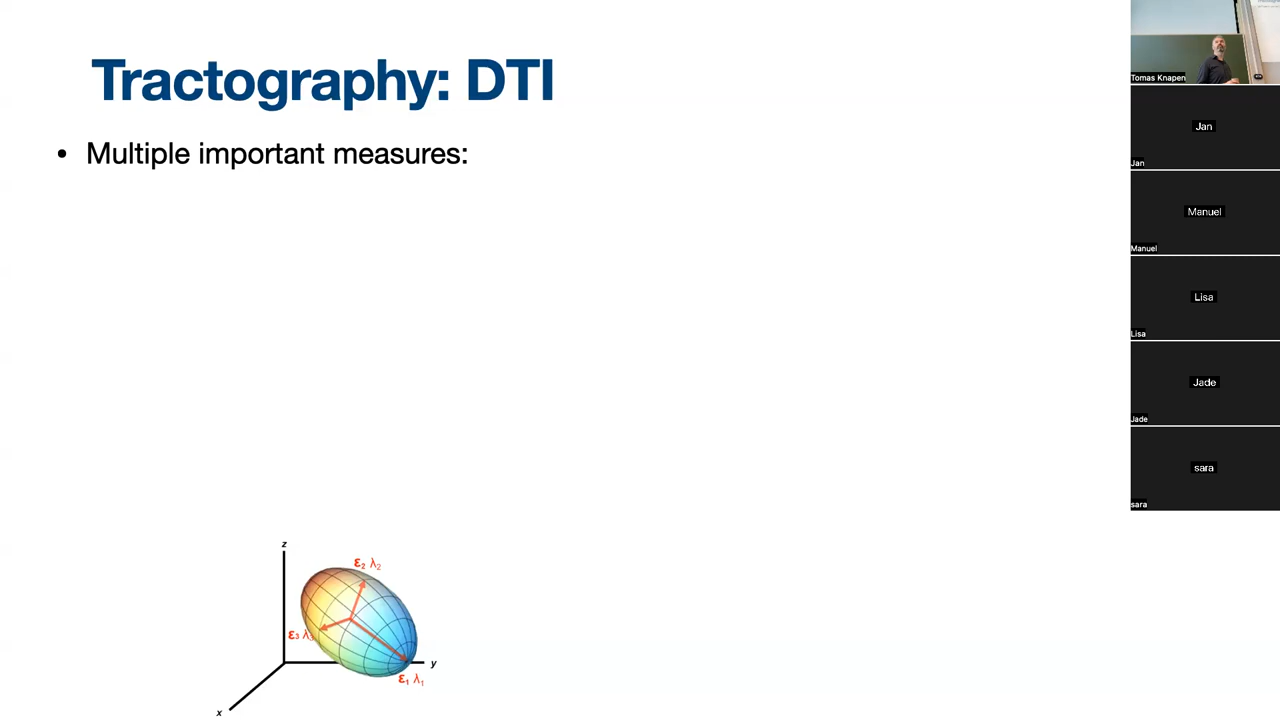 Tractography: DTI
• Multiple important measures:
z
ε₂ λ₂
ε₃ λ₃
y
ε₁ λ₁
x
Tomas Knapen
Jan
Jan
Manuel
Manuel
Lisa
Lisa
Jade
Jade
sara
sara